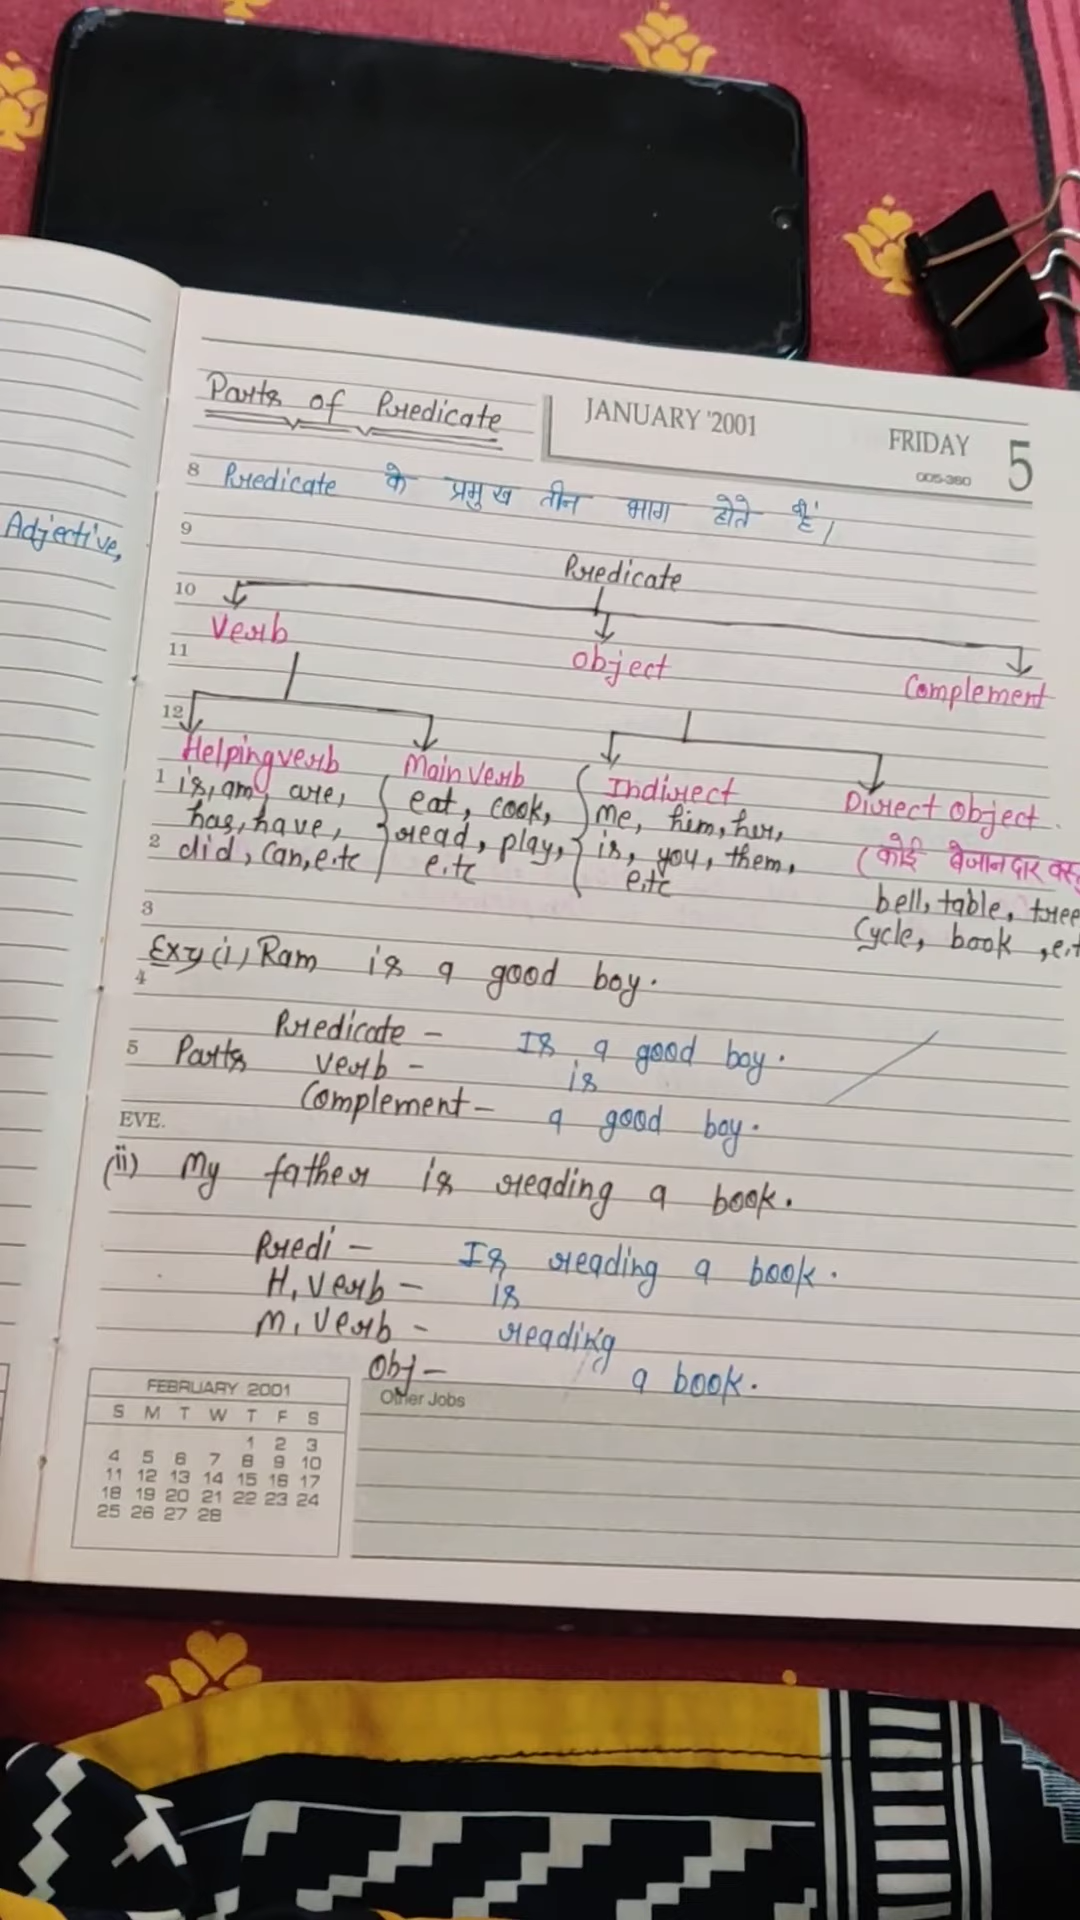 Parts of Predicate
JANUARY '2001
FRIDAY 5
005-360
8 Predicate के प्रमुख तीन भाग होते हैं।
Adjective,
9
Predicate
10
Verb
Object
Complement
11
12
Helping verb
Main verb
Indirect
Direct Object
1 is, am, are,
eat, cook,
me, him, her,
(कोई बेजानदार
has, have,
read, play,
is, you, them,
bell, table, tree
2 did, can, e.tc
e.tc
e.tc
Cycle, book, e.t
3
Ex, (i) Ram is a good boy.
4
Predicate - Is a good boy.
5 Parts verb - is
Complement - a good boy.
EVE.
(ii) My father is reading a book.
Predi - Is reading a book.
H, verb - is
M, verb - reading
Obj - a book.
Other Jobs
FEBRUARY 2001
S M T W T F S
1 2 3
4 5 6 7 8 9 10
11 12 13 14 15 16 17
18 19 20 21 22 23 24
25 26 27 28